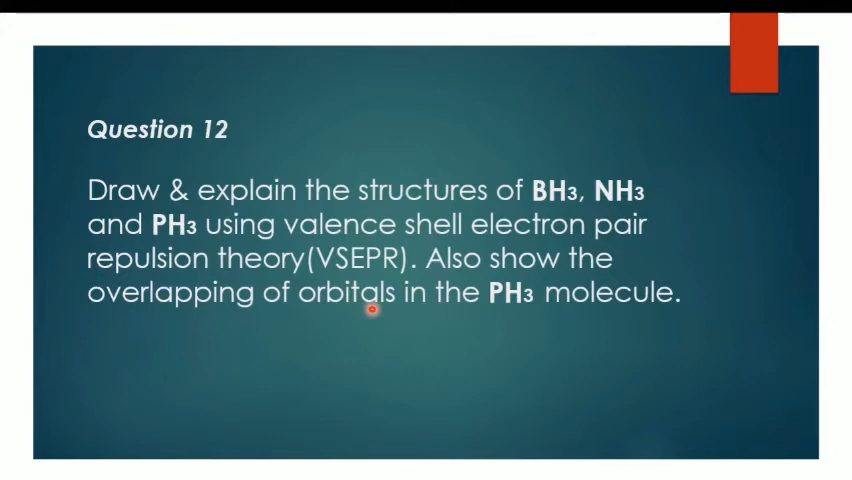 Question 12
Draw & explain the structures of BH3, NH3
and PH3 using valence shell electron pair
repulsion theory(VSEPR). Also show the
overlapping of orbitals in the PH3 molecule.